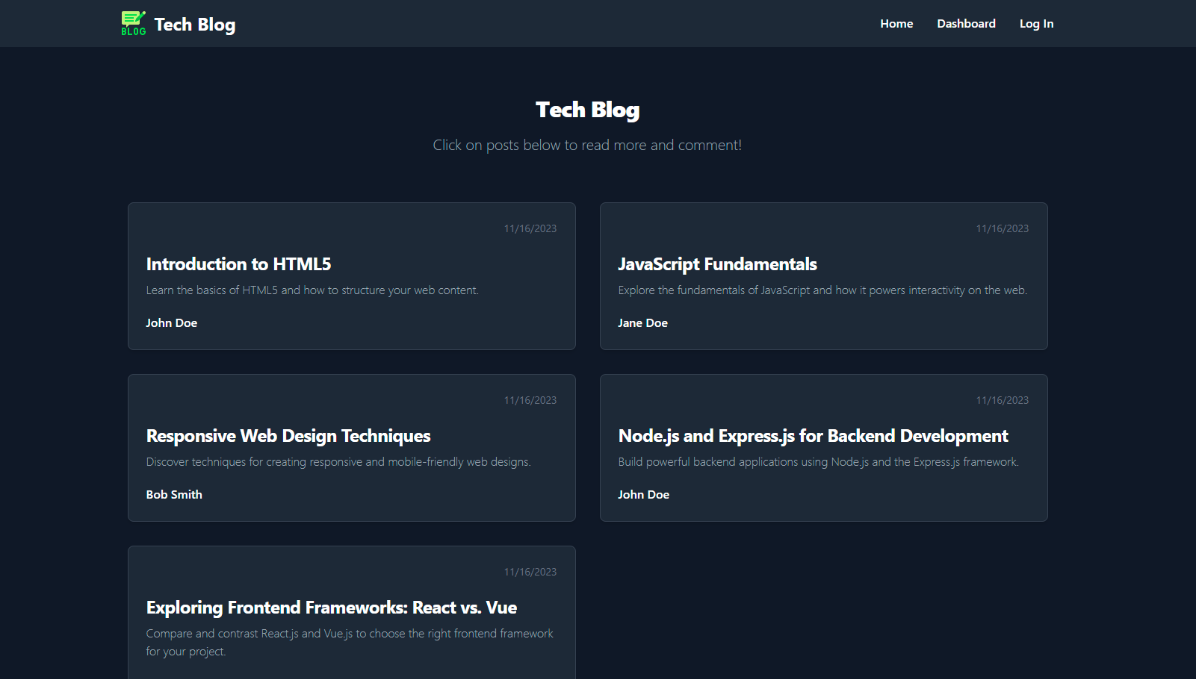 BLOG
Tech Blog
Home
Dashboard
Log In
Tech Blog
Click on posts below to read more and comment!
11/16/2023
Introduction to HTML5
Learn the basics of HTML5 and how to structure your web content.
John Doe
11/16/2023
JavaScript Fundamentals
Explore the fundamentals of JavaScript and how it powers interactivity on the web.
Jane Doe
11/16/2023
Responsive Web Design Techniques
Discover techniques for creating responsive and mobile-friendly web designs.
Bob Smith
11/16/2023
Node.js and Express.js for Backend Development
Build powerful backend applications using Node.js and the Express.js framework.
John Doe
11/16/2023
Exploring Frontend Frameworks: React vs. Vue
Compare and contrast React.js and Vue.js to choose the right frontend framework
for your project.